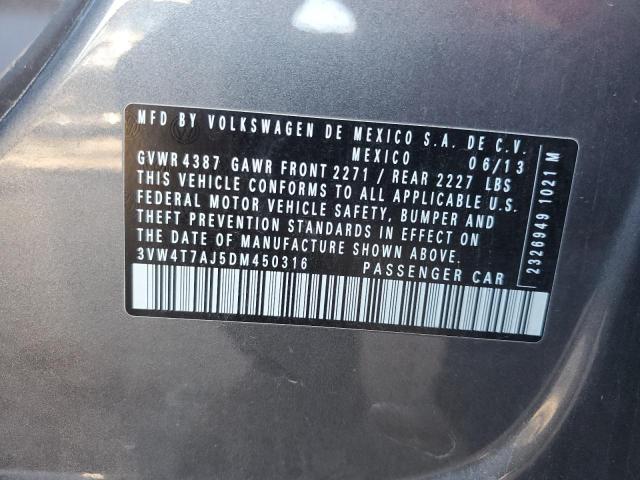 MFD BY VOLKSWAGEN DE MEXICO S.A. DE C.V.
MEXICO 06/13
GVWR 4387 GAWR FRONT 2271 / REAR 2227 LBS
THIS VEHICLE CONFORMS TO ALL APPLICABLE U.S.
FEDERAL MOTOR VEHICLE SAFETY, BUMPER AND
THEFT PREVENTION STANDARDS IN EFFECT ON
THE DATE OF MANUFACTURE SHOWN ABOVE.
3VW4T7AJ5DM450316 PASSENGER CAR
2326949 1021 M